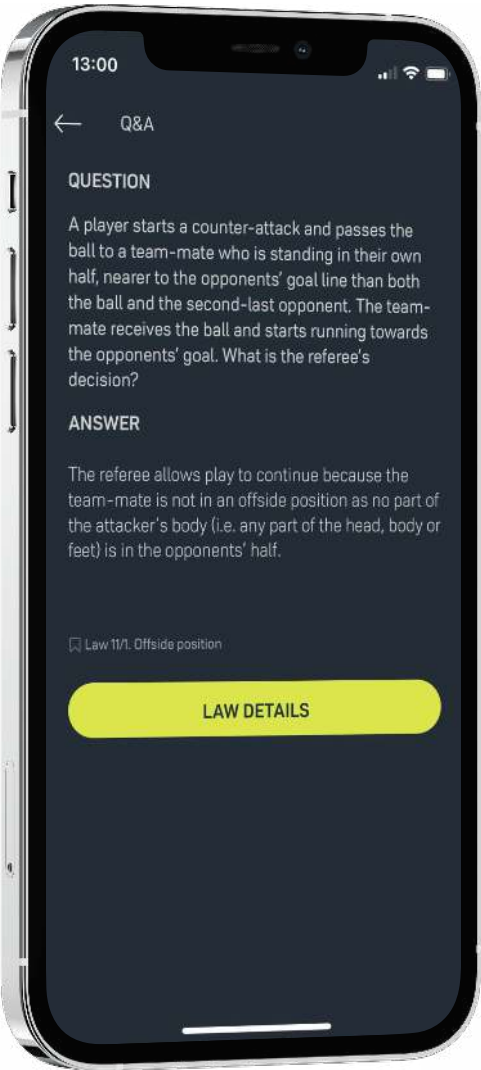 13:00
Q&A
QUESTION
A player starts a counter-attack and passes the
ball to a team-mate who is standing in their own
half, nearer to the opponents' goal line than both
the ball and the second-last opponent. The team-
mate receives the ball and starts running towards
the opponents' goal. What is the referee's
decision?
ANSWER
The referee allows play to continue because the
team-mate is not in an offside position as no part of
the attacker's body (i.e. any part of the head, body or
feet) is in the opponents' half.
Law 11/1. Offside position
LAW DETAILS